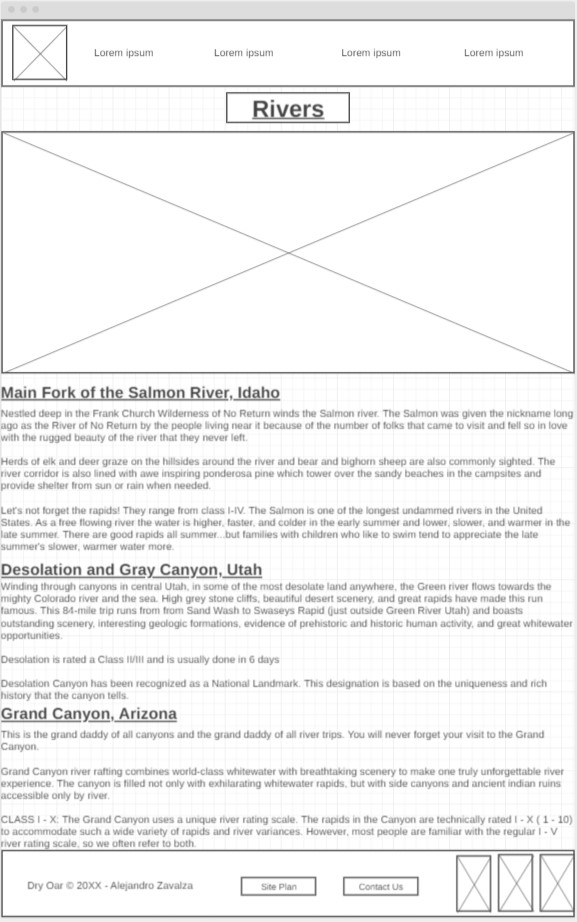 Lorem ipsum Lorem ipsum Lorem ipsum Lorem ipsum
Rivers
Main Fork of the Salmon River, Idaho
Nestled deep in the Frank Church Wilderness of No Return winds the Salmon river. The Salmon was given the nickname long
ago as the River of No Return by the people living near it because of the number of folks that came to visit and fell so in love
with the rugged beauty of the river that they never left.
Herds of elk and deer graze on the hillsides around the river and bear and bighorn sheep are also commonly sighted. The
river corridor is also lined with awe inspiring ponderosa pine which tower over the sandy beaches in the campsites and
provide shelter from sun or rain when needed.
Let's not forget the rapids! They range from class I-IV. The Salmon is one of the longest undammed rivers in the United
States. As a free flowing river the water is higher, faster, and colder in the early summer and lower, slower, and warmer in the
late summer. There are good rapids all summer...but families with children who like to swim tend to appreciate the late
summer's slower, warmer water more.
Desolation and Gray Canyon, Utah
Winding through canyons in central Utah, in some of the most desolate land anywhere, the Green river flows towards the
mighty Colorado river and the sea. High grey stone cliffs, beautiful desert scenery, and great rapids have made this run
famous. This 84-mile trip runs from from Sand Wash to Swaseys Rapid (just outside Green River Utah) and boasts
outstanding scenery, interesting geologic formations, evidence of prehistoric and historic human activity, and great whitewater
opportunities.
Desolation is rated a Class II/III and is usually done in 6 days
Desolation Canyon has been recognized as a National Landmark. This designation is based on the uniqueness and rich
history that the canyon tells.
Grand Canyon, Arizona
This is the grand daddy of all canyons and the grand daddy of all river trips. You will never forget your visit to the Grand
Canyon.
Grand Canyon river rafting combines world-class whitewater with breathtaking scenery to make one truly unforgettable river
experience. The canyon is filled not only with exhilarating whitewater rapids, but with side canyons and ancient indian ruins
accessible only by river.
CLASS I - X: The Grand Canyon uses a unique river rating scale. The rapids in the Canyon are technically rated I - X ( 1 - 10)
to accommodate such a wide variety of rapids and river variances. However, most people are familiar with the regular I - V
river rating scale, so we often refer to both.
Dry Oar © 20XX - Alejandro Zavalza Site Plan Contact Us